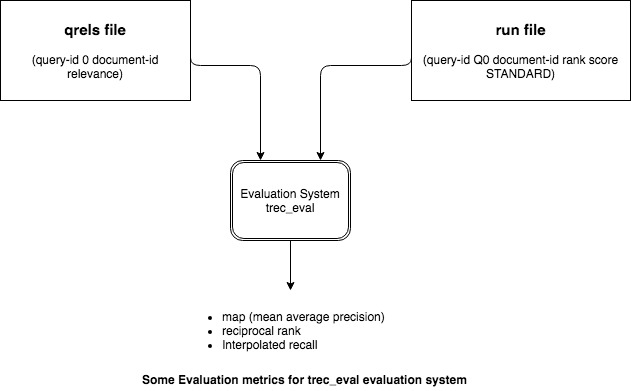 qrels file
(query-id 0 document-id
relevance)
run file
(query-id Q0 document-id rank score
STANDARD)
Evaluation System
trec_eval
• map (mean average precision)
• reciprocal rank
• Interpolated recall
Some Evaluation metrics for trec_eval evaluation system